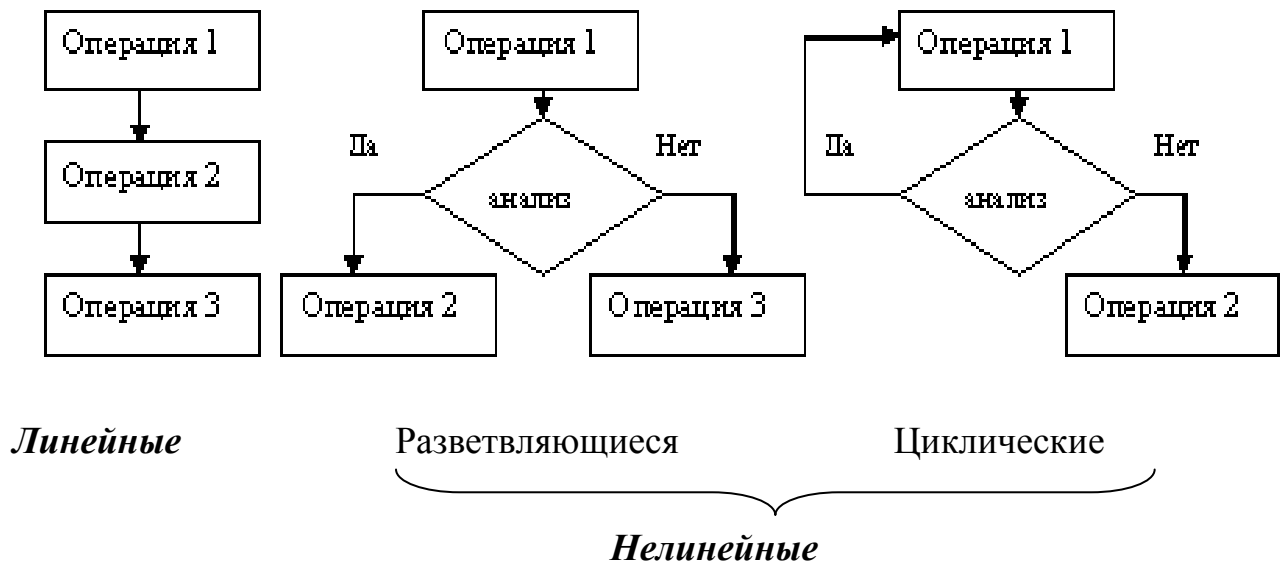 Операция 1
Операция 2
Операция 3
Операция 1
Да
Нет
анализ
Операция 2
Операция 3
Операция 1
Да
Нет
анализ
Операция 2
Линейные
Разветвляющиеся
Циклические
Нелинейные